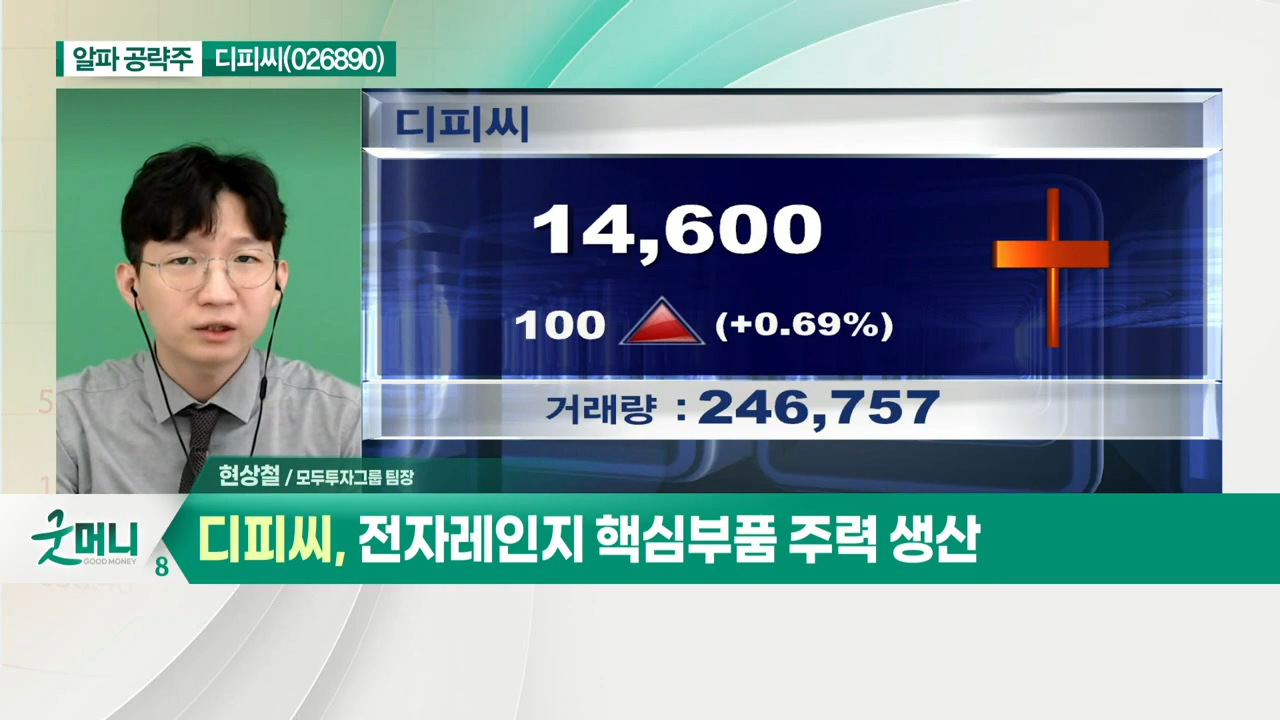 알파 공략주 디피씨(026890)
디피씨
14,600
100 (+0.69%)
거래량 : 246,757
현상철 / 모두투자그룹 팀장
굿머니
GOOD MONEY
8
디피씨, 전자레인지 핵심부품 주력 생산